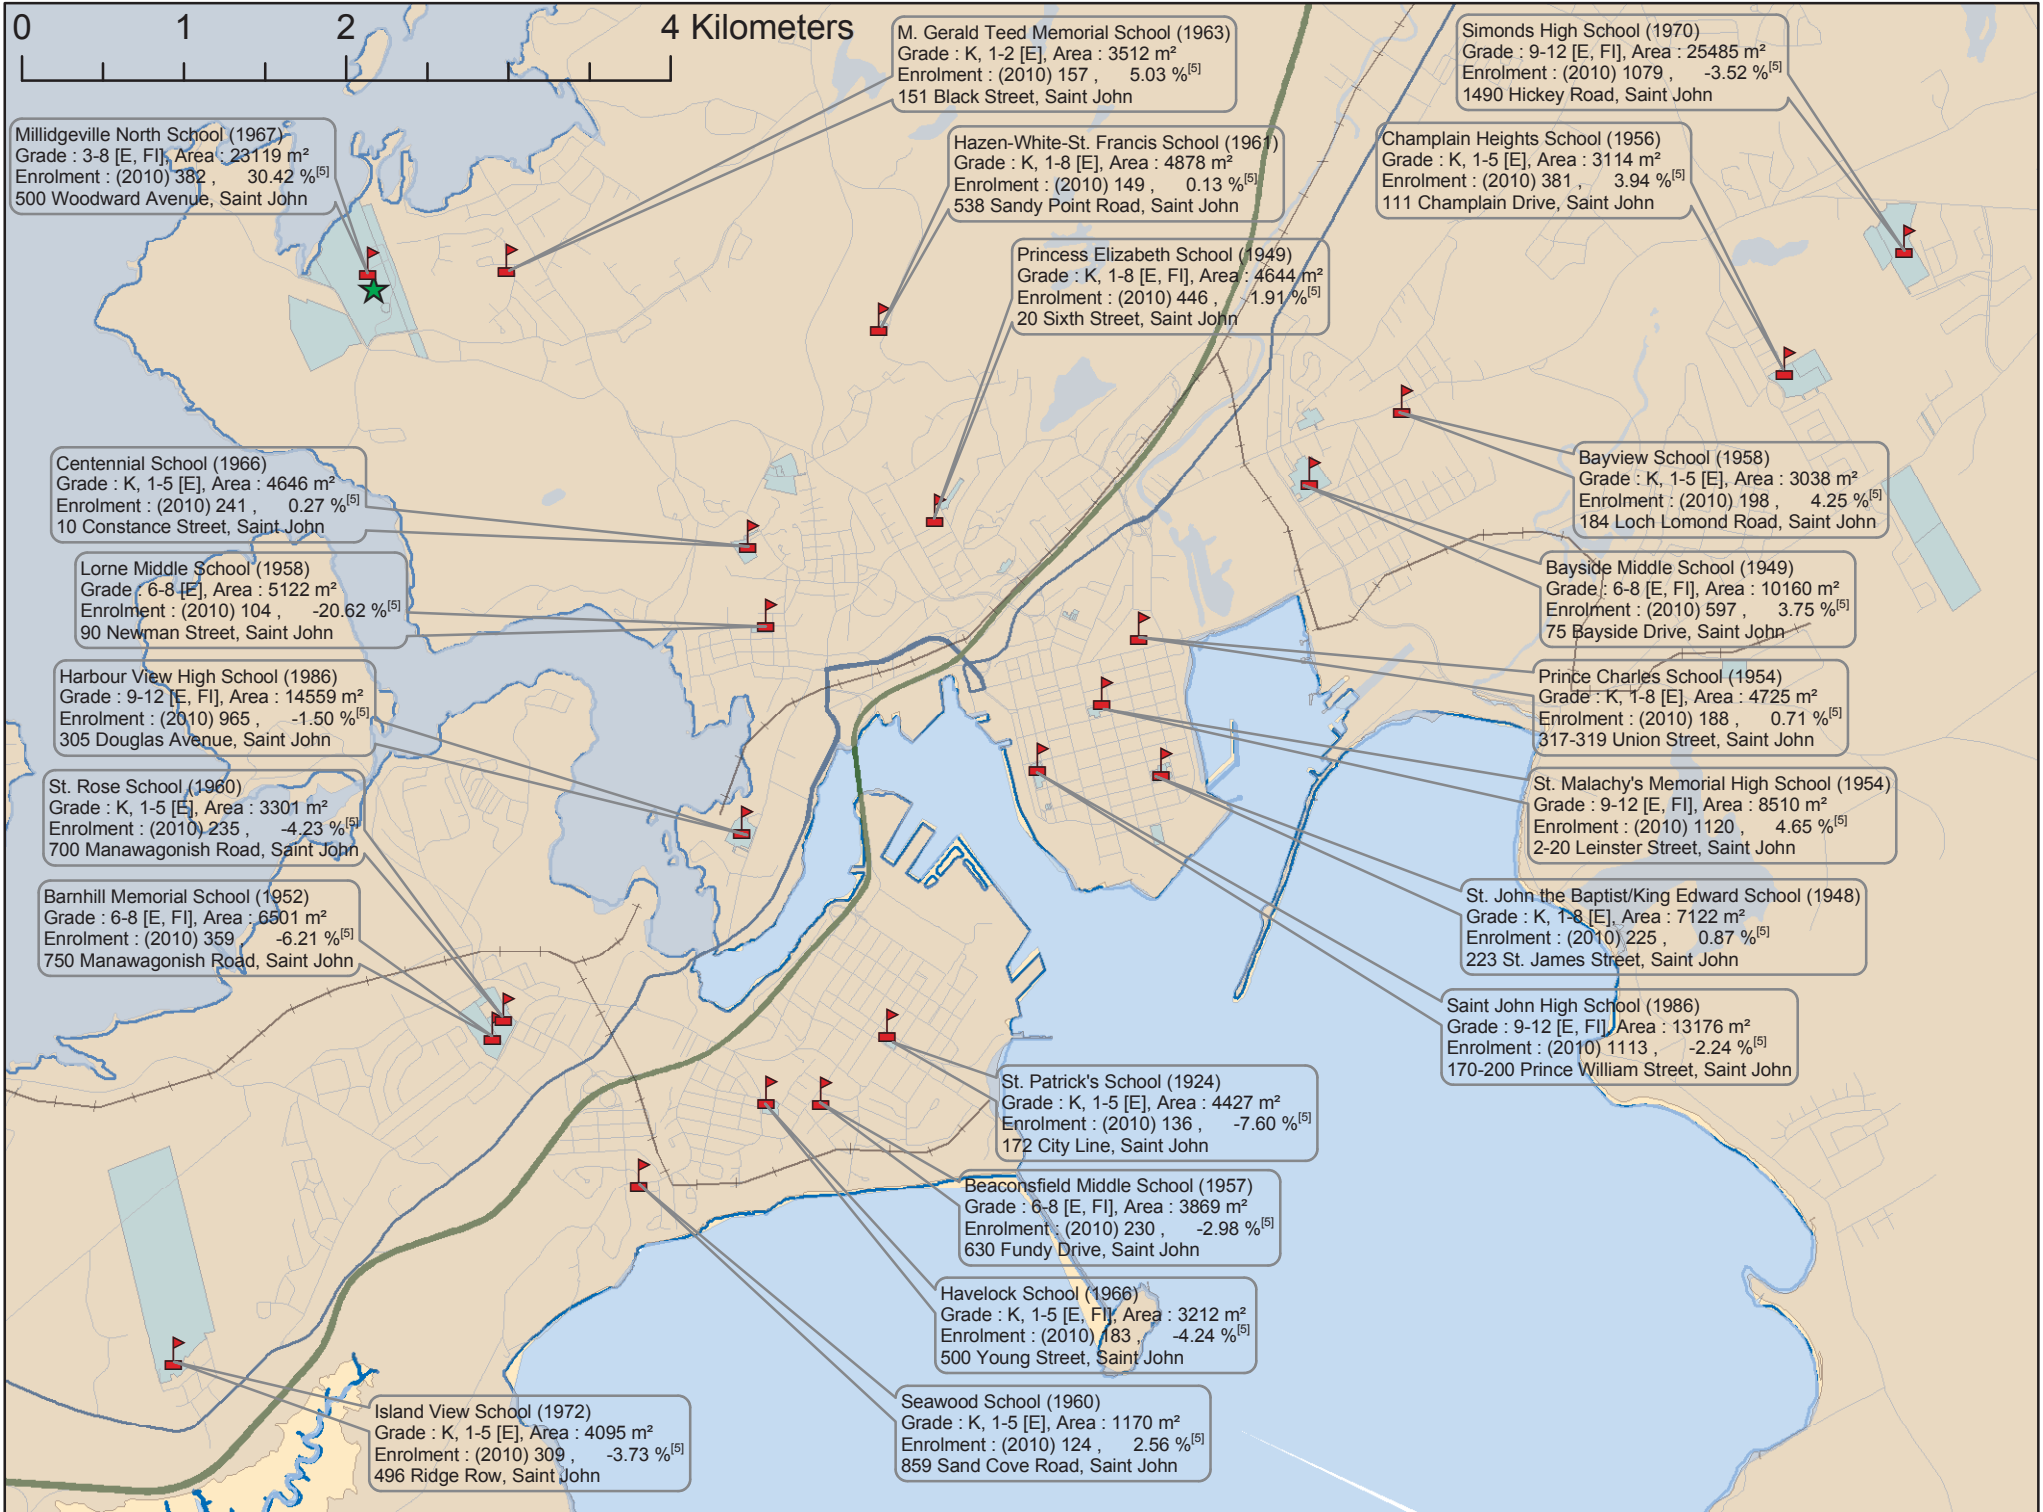 0 1 2 4 Kilometers
M. Gerald Teed Memorial School (1963)
Grade : K, 1-2 [E], Area : 3512 m²
Enrolment : (2010) 157 , 5.03 %[5]
151 Black Street, Saint John
Simonds High School (1970)
Grade : 9-12 [E, FI], Area : 25485 m²
Enrolment : (2010) 1079 , -3.52 %[5]
1490 Hickey Road, Saint John
Millidgeville North School (1967)
Grade : 3-8 [E, FI], Area : 23119 m²
Enrolment : (2010) 382 , 30.42 %[5]
500 Woodward Avenue, Saint John
Hazen-White-St. Francis School (1961)
Grade : K, 1-8 [E], Area : 4878 m²
Enrolment : (2010) 149 , 0.13 %[5]
538 Sandy Point Road, Saint John
Champlain Heights School (1956)
Grade : K, 1-5 [E], Area : 3114 m²
Enrolment : (2010) 381 , 3.94 %[5]
111 Champlain Drive, Saint John
Princess Elizabeth School (1949)
Grade : K, 1-8 [E, FI], Area : 4644 m²
Enrolment : (2010) 446 , 1.91 %[5]
20 Sixth Street, Saint John
Centennial School (1966)
Grade : K, 1-5 [E], Area : 4646 m²
Enrolment : (2010) 241 , 0.27 %[5]
10 Constance Street, Saint John
Bayview School (1958)
Grade : K, 1-5 [E], Area : 3038 m²
Enrolment : (2010) 198 , 4.25 %[5]
184 Loch Lomond Road, Saint John
Lorne Middle School (1958)
Grade : 6-8 [E], Area : 5122 m²
Enrolment : (2010) 104 , -20.62 %[5]
90 Newman Street, Saint John
Bayside Middle School (1949)
Grade : 6-8 [E, FI], Area : 10160 m²
Enrolment : (2010) 597 , 3.75 %[5]
75 Bayside Drive, Saint John
Harbour View High School (1986)
Grade : 9-12 [E, FI], Area : 14559 m²
Enrolment : (2010) 965 , -1.50 %[5]
305 Douglas Avenue, Saint John
Prince Charles School (1954)
Grade : K, 1-8 [E], Area : 4725 m²
Enrolment : (2010) 188 , 0.71 %[5]
317-319 Union Street, Saint John
St. Rose School (1960)
Grade : K, 1-5 [E], Area : 3301 m²
Enrolment : (2010) 235 , -4.23 %[5]
700 Manawagonish Road, Saint John
St. Malachy's Memorial High School (1954)
Grade : 9-12 [E, FI], Area : 8510 m²
Enrolment : (2010) 1120 , 4.65 %[5]
2-20 Leinster Street, Saint John
Barnhill Memorial School (1952)
Grade : 6-8 [E, FI], Area : 6501 m²
Enrolment : (2010) 359 , -6.21 %[5]
750 Manawagonish Road, Saint John
St. John the Baptist/King Edward School (1948)
Grade : K, 1-8 [E], Area : 7122 m²
Enrolment : (2010) 225 , 0.87 %[5]
223 St. James Street, Saint John
Saint John High School (1986)
Grade : 9-12 [E, FI], Area : 13176 m²
Enrolment : (2010) 1113 , -2.24 %[5]
170-200 Prince William Street, Saint John
St. Patrick's School (1924)
Grade : K, 1-5 [E], Area : 4427 m²
Enrolment : (2010) 136 , -7.60 %[5]
172 City Line, Saint John
Beaconsfield Middle School (1957)
Grade : 6-8 [E, FI], Area : 3869 m²
Enrolment : (2010) 230 , -2.98 %[5]
630 Fundy Drive, Saint John
Havelock School (1966)
Grade : K, 1-5 [E, FI], Area : 3212 m²
Enrolment : (2010) 183 , -4.24 %[5]
500 Young Street, Saint John
Seawood School (1960)
Grade : K, 1-5 [E], Area : 1170 m²
Enrolment : (2010) 124 , 2.56 %[5]
859 Sand Cove Road, Saint John
Island View School (1972)
Grade : K, 1-5 [E], Area : 4095 m²
Enrolment : (2010) 309 , -3.73 %[5]
496 Ridge Row, Saint John